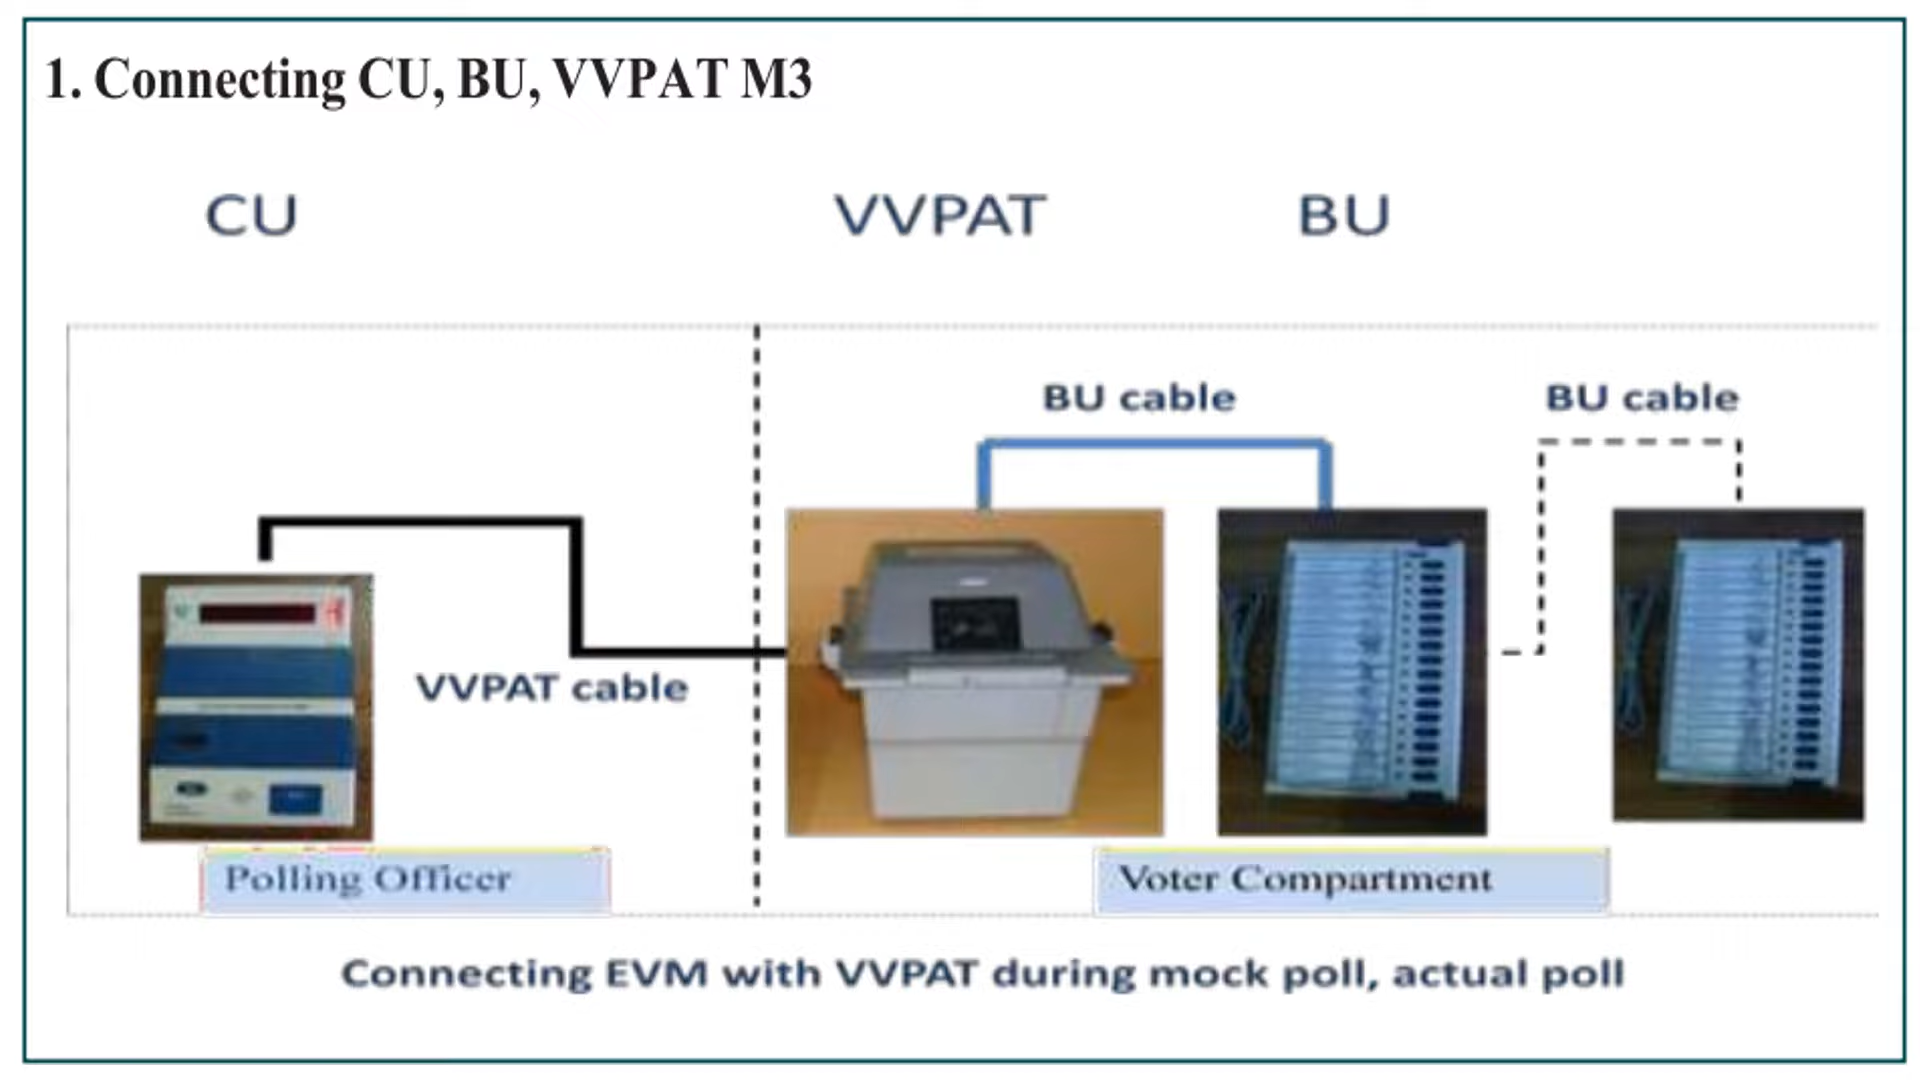 1. Connecting CU, BU, VVPAT M3
CU VVPAT BU
BU cable BU cable
VVPAT cable
Polling Officer Voter Compartment
Connecting EVM with VVPAT during mock poll, actual poll